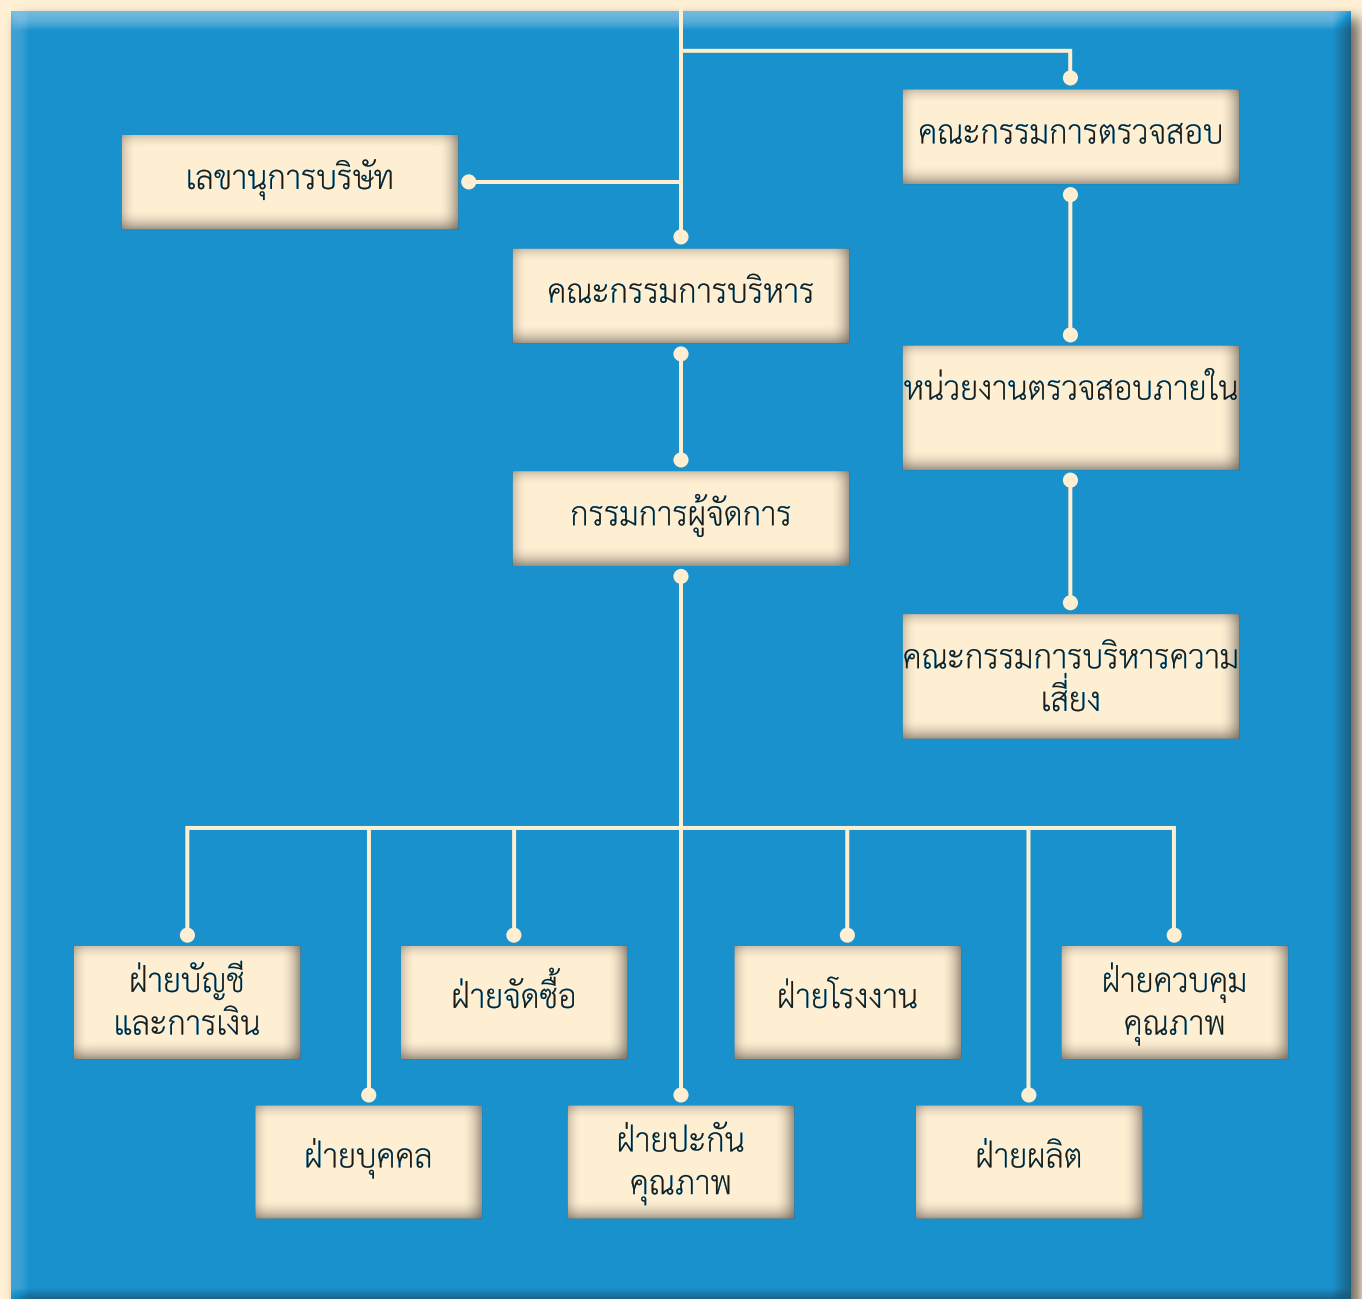 คณะกรรมการตรวจสอบ
เลขานุการบริษัท
คณะกรรมการบริหาร
หน่วยงานตรวจสอบภายใน
กรรมการผู้จัดการ
คณะกรรมการบริหารความ
เสี่ยง
ฝ่ายบัญชี
และการเงิน
ฝ่ายจัดซื้อ
ฝ่ายโรงงาน
ฝ่ายควบคุม
คุณภาพ
ฝ่ายบุคคล
ฝ่ายประกัน
คุณภาพ
ฝ่ายผลิต